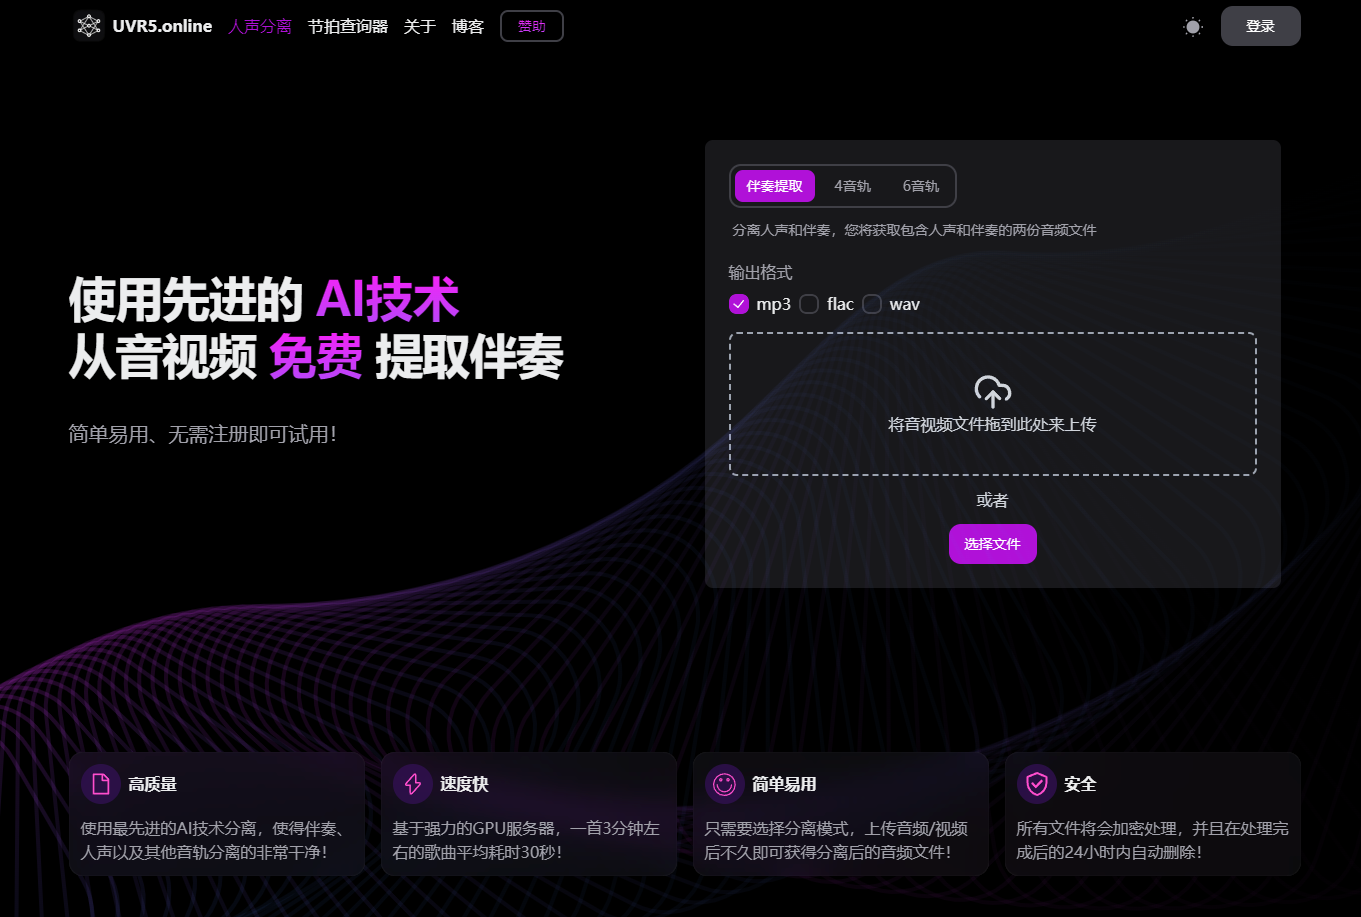 UVR5.online 人声分离 节拍查询器 关于 博客 赞助 登录
使用先进的 AI技术
从音视频 免费 提取伴奏
简单易用、无需注册即可试用！
伴奏提取 4音轨 6音轨
分离人声和伴奏，您将获取包含人声和伴奏的两份音频文件
输出格式
mp3 flac wav
将音视频文件拖到此处来上传
或者
选择文件
高质量
使用最先进的AI技术分离，使得伴奏、
人声以及其他音轨分离的非常干净！
速度快
基于强力的GPU服务器，一首3分钟左
右的歌曲平均耗时30秒！
简单易用
只需要选择分离模式，上传音频/视频
后不久即可获得分离后的音频文件！
安全
所有文件将会加密处理，并且在处理完
成后的24小时内自动删除！